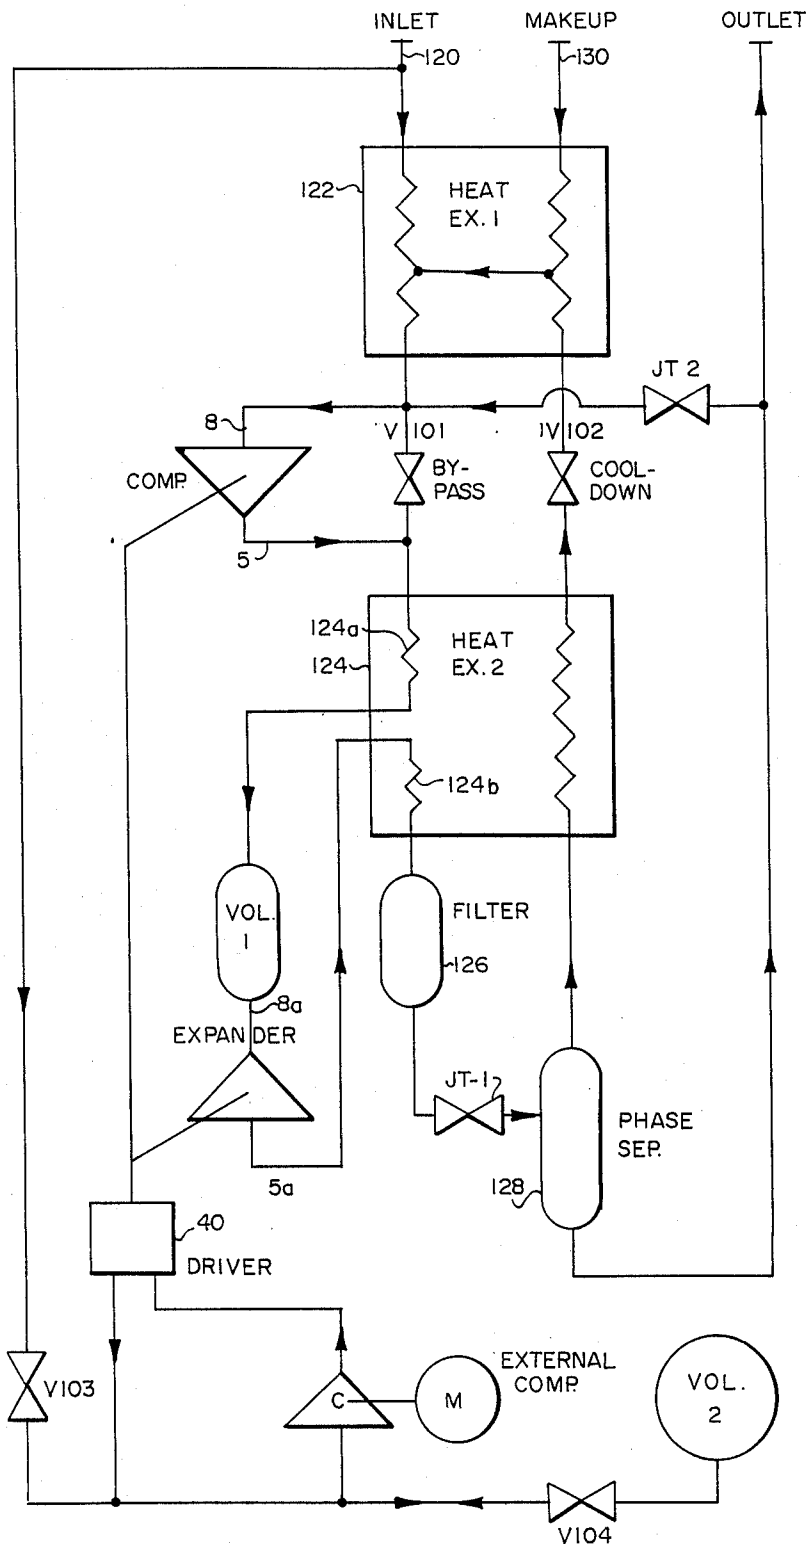 INLET
MAKEUP
OUTLET
120
130
122
HEAT
EX. 1
JT 2
8
V 101
V 102
COMP.
BY-
PASS
COOL-
DOWN
5
124a
124
HEAT
EX. 2
124b
VOL.
1
FILTER
126
8a
EXPANDER
JT-1
PHASE
SEP.
5a
128
40
DRIVER
V103
EXTERNAL
COMP.
C
M
VOL.
2
V104